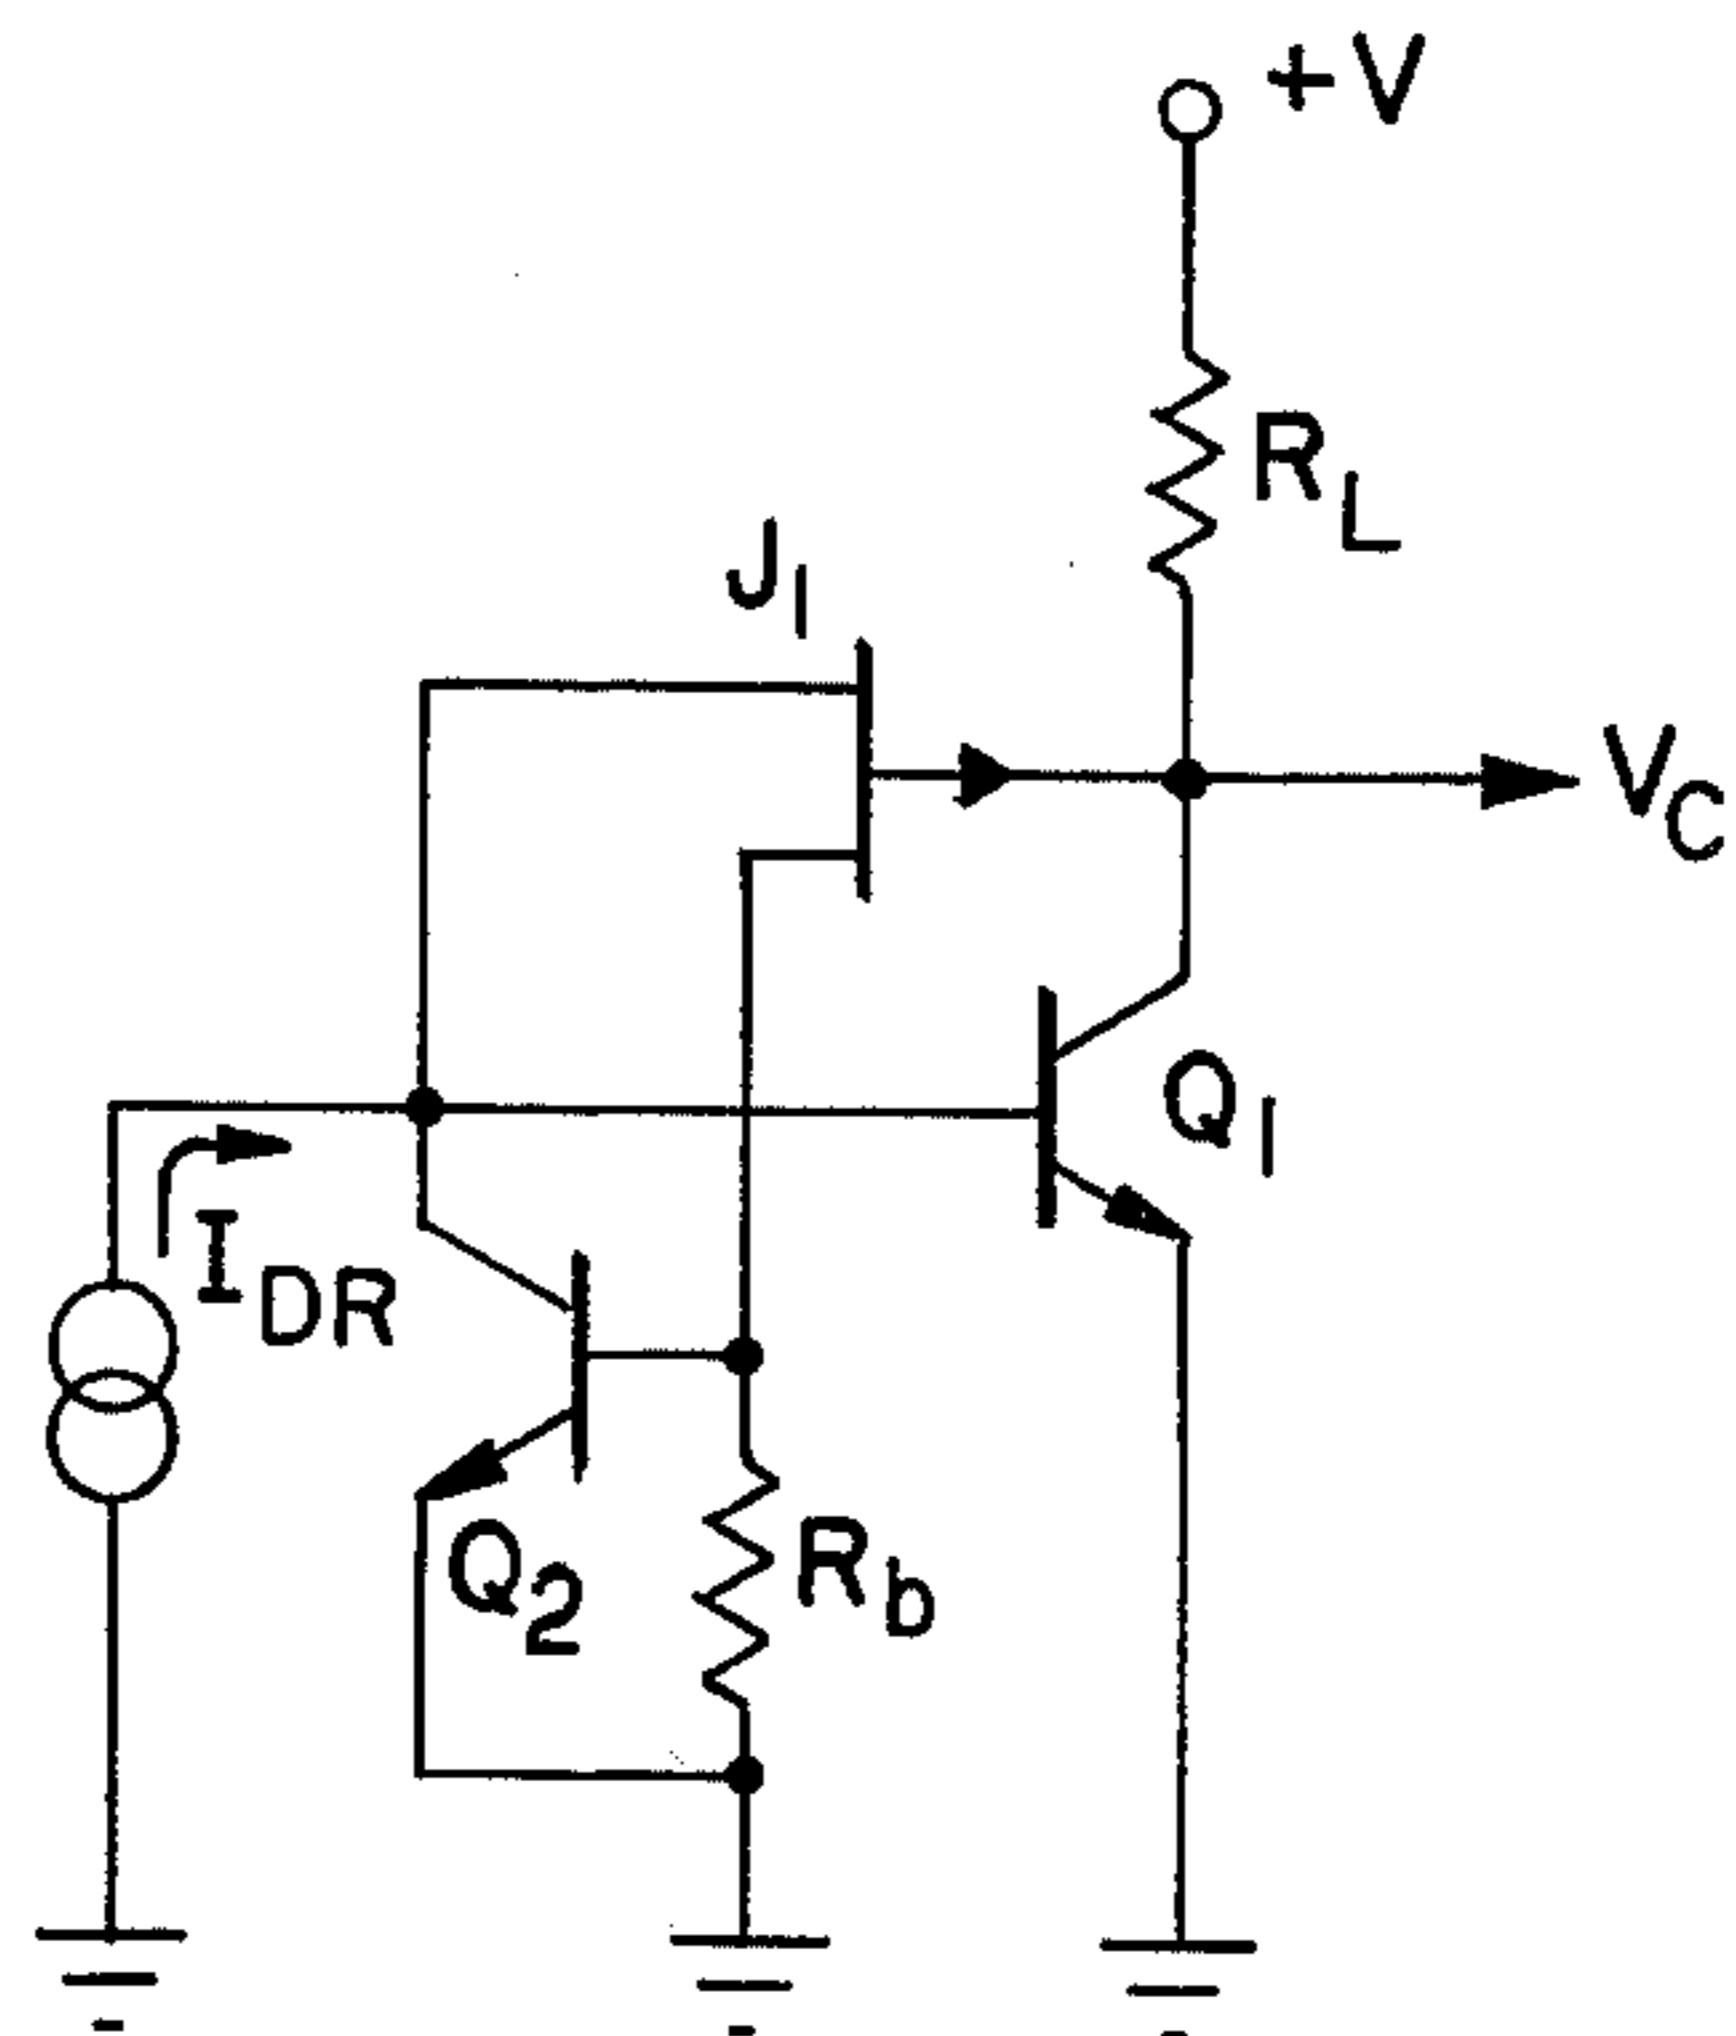 +V
R_L
J_1
V_C
Q_1
I_DR
Q_2
R_b